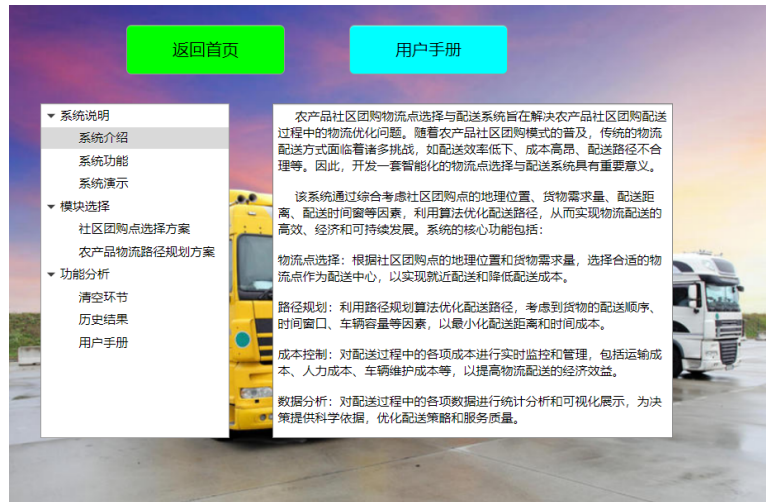 返回首页
用户手册
系统说明
系统介绍
系统功能
系统演示
模块选择
社区团购点选择方案
农产品物流路径规划方案
功能分析
清空环节
历史结果
用户手册
农产品社区团购物流点选择与配送系统旨在解决农产品社区团购配送
过程中的物流优化问题。随着农产品社区团购模式的普及，传统的物流
配送方式面临着诸多挑战，如配送效率低下、成本高昂、配送路径不合
理等。因此，开发一套智能化的物流点选择与配送系统具有重要意义。
该系统通过综合考虑社区团购点的地理位置、货物需求量、配送距
离、配送时间窗等因素，利用算法优化配送路径，从而实现物流配送的
高效、经济和可持续发展。系统的核心功能包括：
物流点选择：根据社区团购点的地理位置和货物需求量，选择合适的物
流点作为配送中心，以实现就近配送和降低配送成本。
路径规划：利用路径规划算法优化配送路径，考虑到货物的配送顺序、
时间窗口、车辆容量等因素，以最小化配送距离和时间成本。
成本控制：对配送过程中的各项成本进行实时监控和管理，包括运输成
本、人力成本、车辆维护成本等，以提高物流配送的经济效益。
数据分析：对配送过程中的各项数据进行统计分析和可视化展示，为决
策提供科学依据，优化配送策略和服务质量。